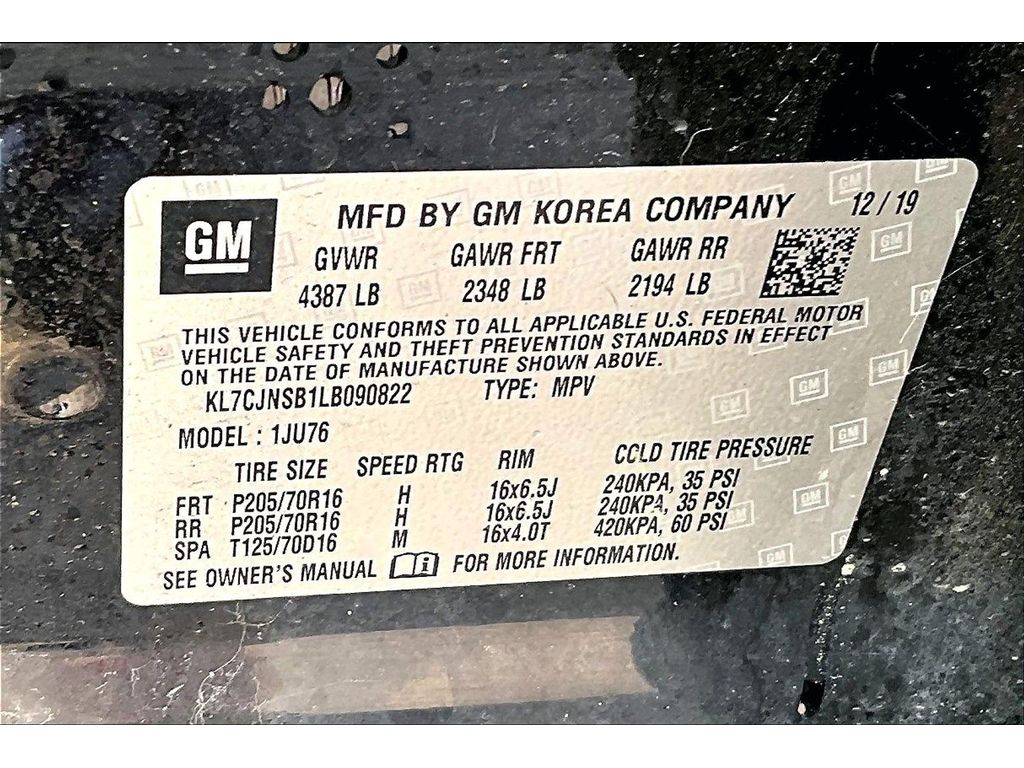 GM
MFD BY GM KOREA COMPANY 12/19
GVWR GAWR FRT GAWR RR
4387 LB 2348 LB 2194 LB
THIS VEHICLE CONFORMS TO ALL APPLICABLE U.S. FEDERAL MOTOR
VEHICLE SAFETY AND THEFT PREVENTION STANDARDS IN EFFECT
ON THE DATE OF MANUFACTURE SHOWN ABOVE.
KL7CJNSB1LB090822 TYPE: MPV
MODEL : 1JU76
TIRE SIZE SPEED RTG RIM COLD TIRE PRESSURE
FRT P205/70R16 H 16x6.5J 240KPA, 35 PSI
RR P205/70R16 H 16x6.5J 240KPA, 35 PSI
SPA T125/70D16 M 16x4.0T 420KPA, 60 PSI
SEE OWNER'S MANUAL FOR MORE INFORMATION.